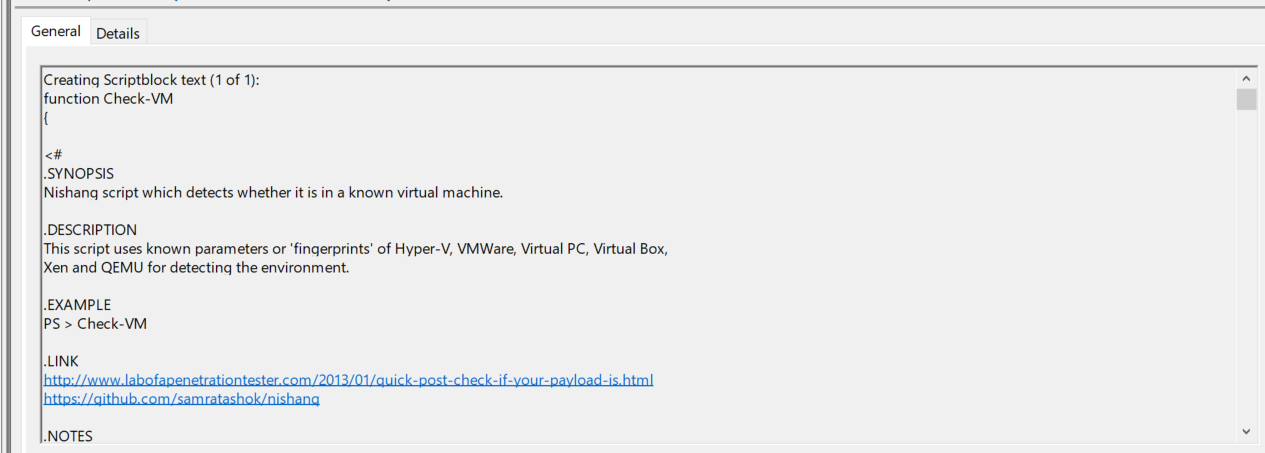 General
Details
Creating Scriptblock text (1 of 1):
function Check-VM
{
<#
.SYNOPSIS
Nishang script which detects whether it is in a known virtual machine.
.DESCRIPTION
This script uses known parameters or 'fingerprints' of Hyper-V, VMWare, Virtual PC, Virtual Box,
Xen and QEMU for detecting the environment.
.EXAMPLE
PS > Check-VM
.LINK
http://www.labofapenetrationtester.com/2013/01/quick-post-check-if-your-payload-is.html
https://github.com/samratashok/nishang
.NOTES